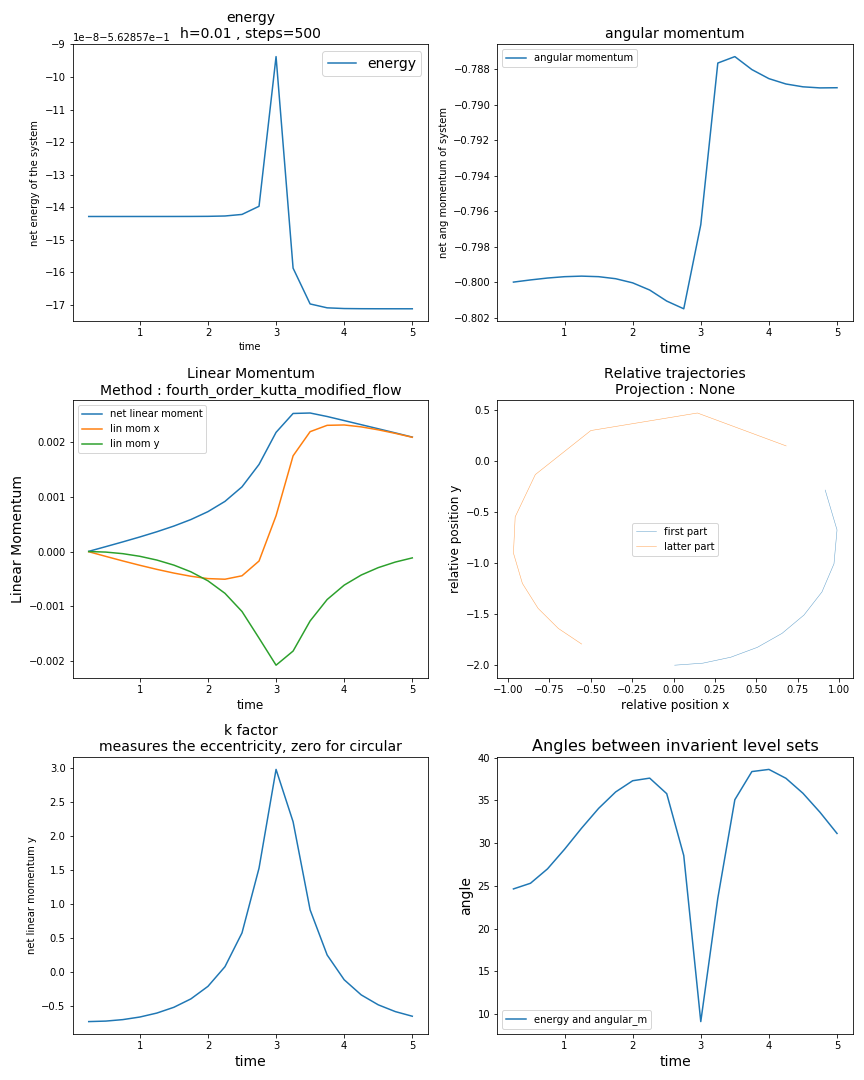 energy
h=0.01 , steps=500
1e-8−5.62857e−1
energy
net energy of the system
−9
−10
−11
−12
−13
−14
−15
−16
−17
1 2 3 4 5
time
angular momentum
angular momentum
net ang momentum of system
−0.788
−0.790
−0.792
−0.794
−0.796
−0.798
−0.800
−0.802
1 2 3 4 5
time
Linear Momentum
Method : fourth_order_kutta_modified_flow
net linear moment
lin mom x
lin mom y
Linear Momentum
0.002
0.001
0.000
−0.001
−0.002
1 2 3 4 5
time
Relative trajectories
Projection : None
first part
latter part
relative position y
0.5
0.0
−0.5
−1.0
−1.5
−2.0
−1.00 −0.75 −0.50 −0.25 0.00 0.25 0.50 0.75 1.00
relative position x
k factor
measures the eccentricity, zero for circular
net linear momentum y
3.0
2.5
2.0
1.5
1.0
0.5
0.0
−0.5
1 2 3 4 5
time
Angles between invarient level sets
energy and angular_m
angle
40
35
30
25
20
15
10
1 2 3 4 5
time